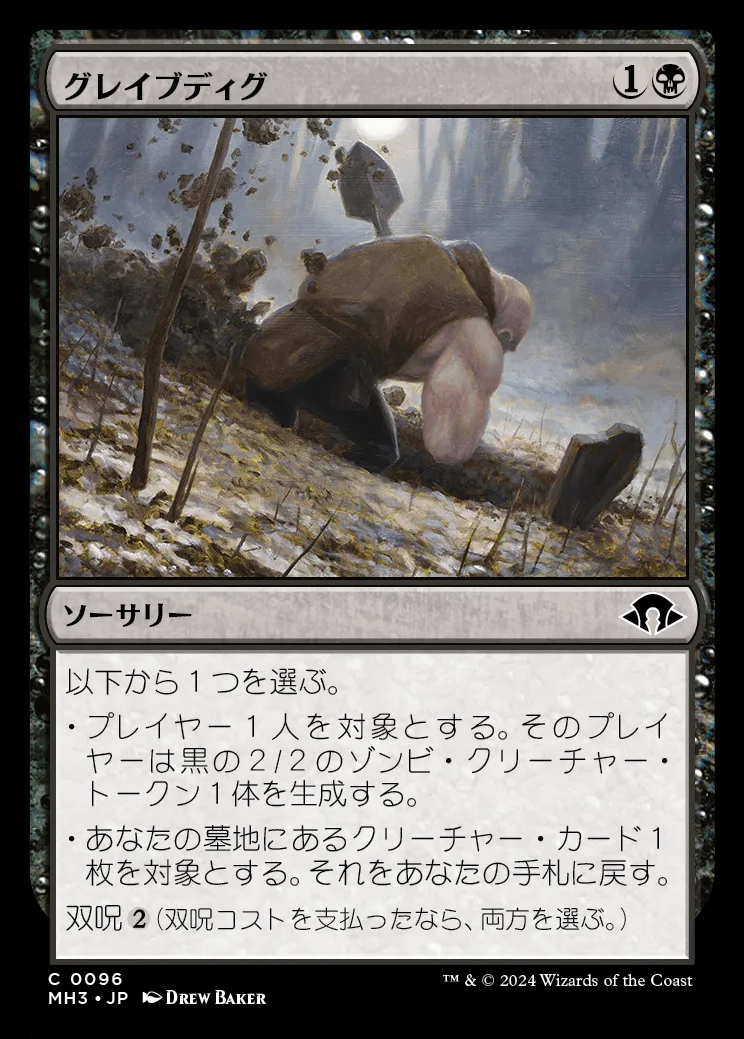 グレイブディグ 1
ソーサリー
以下から1つを選ぶ。
・プレイヤー1人を対象とする。そのプレイ
ヤーは黒の2/2のゾンビ・クリーチャー・
トークン1体を生成する。
・あなたの墓地にあるクリーチャー・カード1
枚を対象とする。それをあなたの手札に戻す。
双呪 2 (双呪コストを支払ったなら、両方を選ぶ。)
C 0096
MH3・JP DREW BAKER
™ & © 2024 Wizards of the Coast